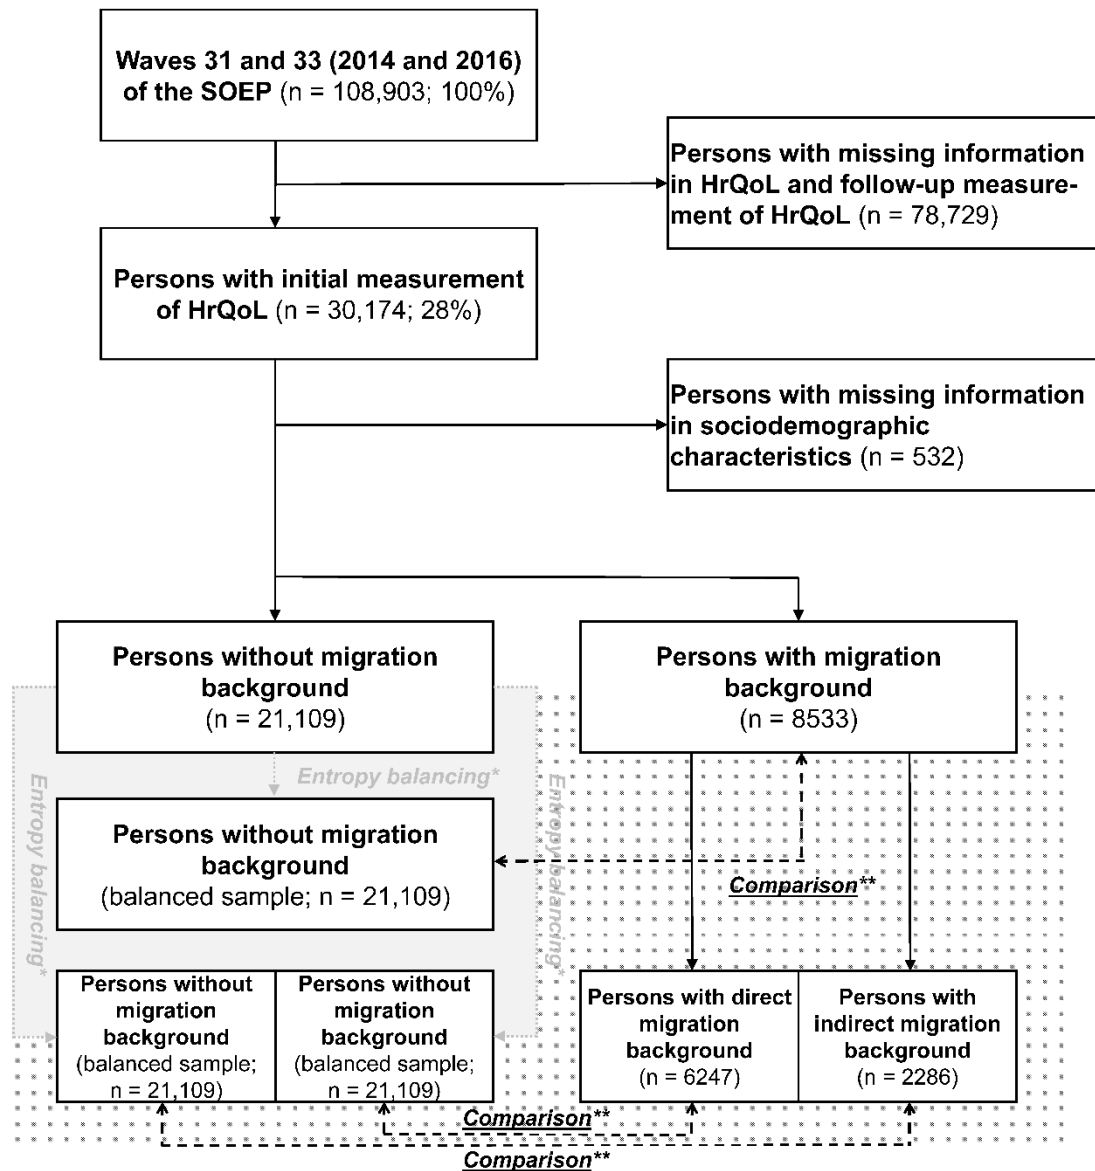 Waves 31 and 33 (2014 and 2016)
of the SOEP (n = 108,903; 100%)
Persons with missing information
in HrQoL and follow-up measure-
ment of HrQoL (n = 78,729)
Persons with initial measurement
of HrQoL (n = 30,174; 28%)
Persons with missing information
in sociodemographic
characteristics (n = 532)
Persons without migration
background
(n = 21,109)
Persons with migration
background
(n = 8533)
Entropy balancing*
Entropy balancing*
Entropy balancing*
Persons without migration
background
(balanced sample; n = 21,109)
Comparison**
Persons without
migration
background
(balanced sample;
n = 21,109)
Persons without
migration
background
(balanced sample;
n = 21,109)
Persons with direct
migration
background
(n = 6247)
Persons with
indirect migration
background
(n = 2286)
Comparison**
Comparison**